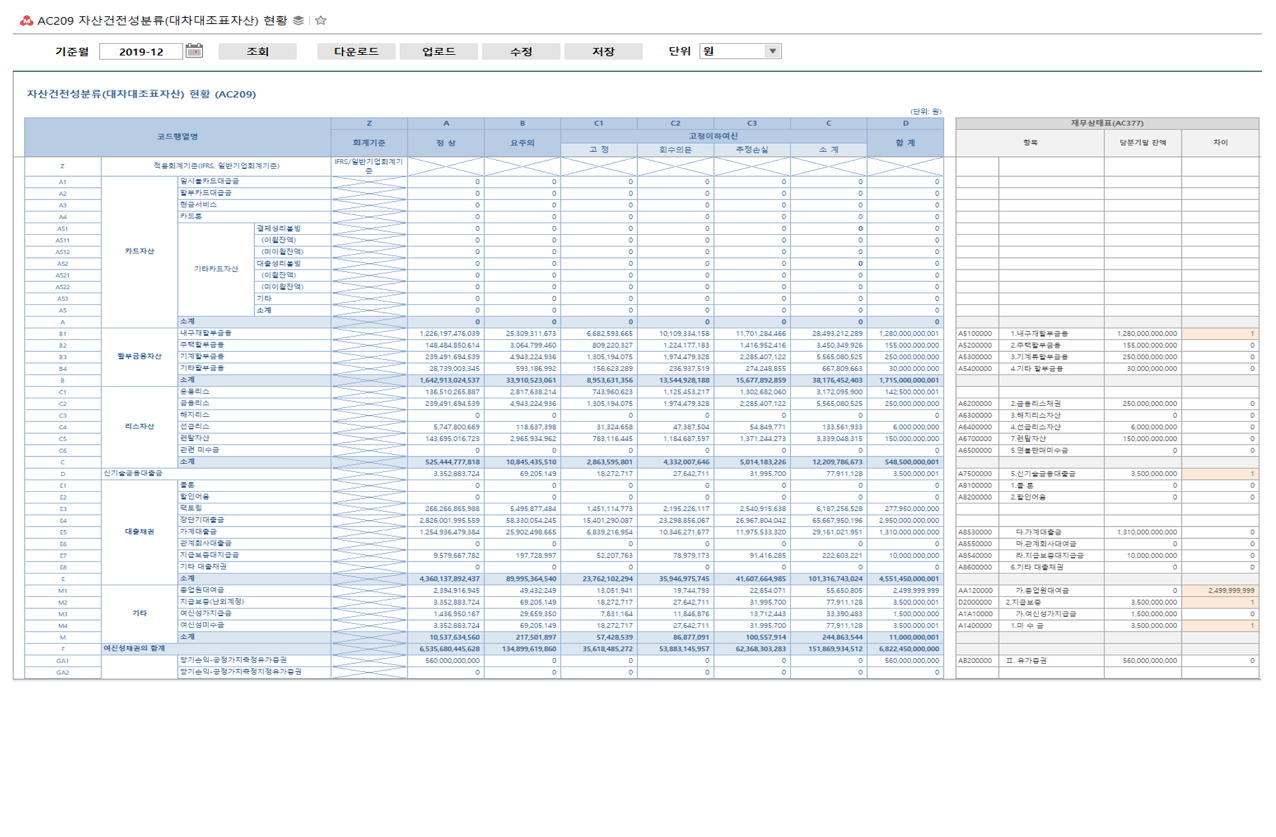 AC209 자산건전성분류(대차대조표자산) 현황
기준월 2019-12 조회 다운로드 업로드 수정 저장 단위 원
자산건전성분류(대차대조표자산) 현황 (AC209)
(단위: 원)
코드행열명 Z A B C1 C2 C3 C D 재무상태표(AC377)
회계기준 정 상 요주의 고정이하여신 합 계 항목 당분기말 잔액 차이
고 정 회수의문 추정손실 소 계
Z 적용회계기준(IFRS, 일반기업회계기준) IFRS/일반기업회계기준
A1 일시불카드대급금 0 0 0 0 0 0 0
A2 할부카드대급금 0 0 0 0 0 0 0
A3 현금서비스 0 0 0 0 0 0 0
A4 카드론 0 0 0 0 0 0 0
A51 결제성리볼빙 0 0 0 0 0 0 0
A511 (이월잔액) 0 0 0 0 0 0 0
A512 카드자산 (미이월잔액) 0 0 0 0 0 0 0
A52 기타카드자산 대출성리볼빙 0 0 0 0 0 0 0
A521 (이월잔액) 0 0 0 0 0 0 0
A522 (미이월잔액) 0 0 0 0 0 0 0
A53 기타 0 0 0 0 0 0 0
A5 소계 0 0 0 0 0 0 0
A 소계 0 0 0 0 0 0 0
B1 내구재할부금융 1,226,197,476,039 25,309,311,673 6,682,593,665 10,109,334,158 11,701,284,466 28,493,212,289 1,280,000,000,001 A5100000 1.내구재할부금융 1,280,000,000,000 1
B2 주택할부금융 148,484,850,614 3,064,799,460 809,220,327 1,224,177,183 1,416,952,416 3,450,349,926 155,000,000,000 A5200000 2.주택할부금융 155,000,000,000 0
B3 할부금융자산 기계할부금융 239,491,694,539 4,943,224,936 1,305,194,075 1,974,479,328 2,285,407,122 5,565,080,525 250,000,000,000 A5300000 3.기계류할부금융 250,000,000,000 0
B4 기타할부금융 28,739,003,345 593,186,992 156,623,289 236,937,519 274,248,855 667,809,663 30,000,000,000 A5400000 4.기타 할부금융 30,000,000,000 0
B 소계 1,642,913,024,537 33,910,523,061 8,953,631,356 13,544,928,188 15,677,892,859 38,176,452,403 1,715,000,000,001
C1 운용리스 136,510,265,887 2,817,638,214 743,960,623 1,125,453,217 1,302,682,060 3,172,095,900 142,500,000,001
C2 금융리스 239,491,694,539 4,943,224,936 1,305,194,075 1,974,479,328 2,285,407,122 5,565,080,525 250,000,000,000 A6200000 2.금융리스채권 250,000,000,000 0
C3 해지리스 0 0 0 0 0 0 0 A6300000 3.해지리스자산 0 0
C4 리스자산 선급리스 5,747,800,669 118,637,398 31,324,658 47,387,504 54,849,771 133,561,933 6,000,000,000 A6400000 4.선급리스자산 6,000,000,000 0
C5 렌탈자산 143,695,016,723 2,965,934,962 783,116,445 1,184,687,597 1,371,244,273 3,339,048,315 150,000,000,000 A6700000 7.렌탈자산 150,000,000,000 0
C6 관련 미수금 0 0 0 0 0 0 0 A6500000 5.연불판매미수금 0 0
C 소계 525,444,777,818 10,845,435,510 2,863,595,801 4,332,007,646 5,014,183,226 12,209,786,673 548,500,000,001
D 신기술금융대출금 3,352,883,724 69,205,149 18,272,717 27,642,711 31,995,700 77,911,128 3,500,000,001 A7500000 5.신기술금융대출금 3,500,000,000 1
E1 콜론 0 0 0 0 0 0 0 A8100000 1.콜 론 0 0
E2 할인어음 0 0 0 0 0 0 0 A8200000 2.할인어음 0 0
E3 팩토링 266,266,865,988 5,495,877,484 1,451,114,773 2,195,226,117 2,540,915,638 6,187,256,528 277,950,000,000
E4 장단기대출금 2,826,001,995,559 58,330,054,245 15,401,290,087 23,298,856,067 26,967,804,042 65,667,950,196 2,950,000,000,000
E5 대출채권 가계대출금 1,254,936,479,384 25,902,498,665 6,839,216,954 10,346,271,677 11,975,533,320 29,161,021,951 1,310,000,000,000 A8530000 다.가계대출금 1,310,000,000,000 0
E6 관계회사대출금 0 0 0 0 0 0 0 A8550000 마.관계회사대여금 0 0
E7 지급보증대지급금 9,579,667,782 197,728,997 52,207,763 78,979,173 91,416,285 222,603,221 10,000,000,000 A8540000 라.지급보증대지급금 10,000,000,000 0
E8 기타 대출채권 0 0 0 0 0 0 0 A8600000 6.기타 대출채권 0 0
E 소계 4,360,137,892,437 89,995,364,540 23,762,102,294 35,946,975,745 41,607,664,985 101,316,743,024 4,551,450,000,001
M1 종업원대여금 2,394,916,945 49,432,249 13,051,941 19,744,793 22,854,071 55,650,805 2,499,999,999 AA120000 가.종업원대여금 0 2,499,999,999
M2 지급보증(난외계정) 3,352,883,724 69,205,149 18,272,717 27,642,711 31,995,700 77,911,128 3,500,000,001 D2000000 2.지급보증 3,500,000,000 1
M3 기타 여신성가지급금 1,436,950,167 29,659,350 7,831,164 11,846,876 13,712,443 33,390,483 1,500,000,000 A1A10000 가.여신성가지급금 1,500,000,000 0
M4 여신성미수금 3,352,883,724 69,205,149 18,272,717 27,642,711 31,995,700 77,911,128 3,500,000,001 A1400000 1.미 수 금 3,500,000,000 1
M 소계 10,537,634,560 217,501,897 57,428,539 86,877,091 100,557,914 244,863,544 11,000,000,001
F 여신성채권의 합계 6,535,680,445,628 134,899,619,860 35,618,485,272 53,883,145,957 62,368,303,283 151,869,934,512 6,822,450,000,001
GA1 당기손익-공정가치측정유가증권 560,000,000,000 0 0 0 0 0 560,000,000,000 AB200000 Ⅱ. 유가증권 560,000,000,000 0
GA2 당기손익-공정가치측정지정유가증권 0 0 0 0 0 0 0